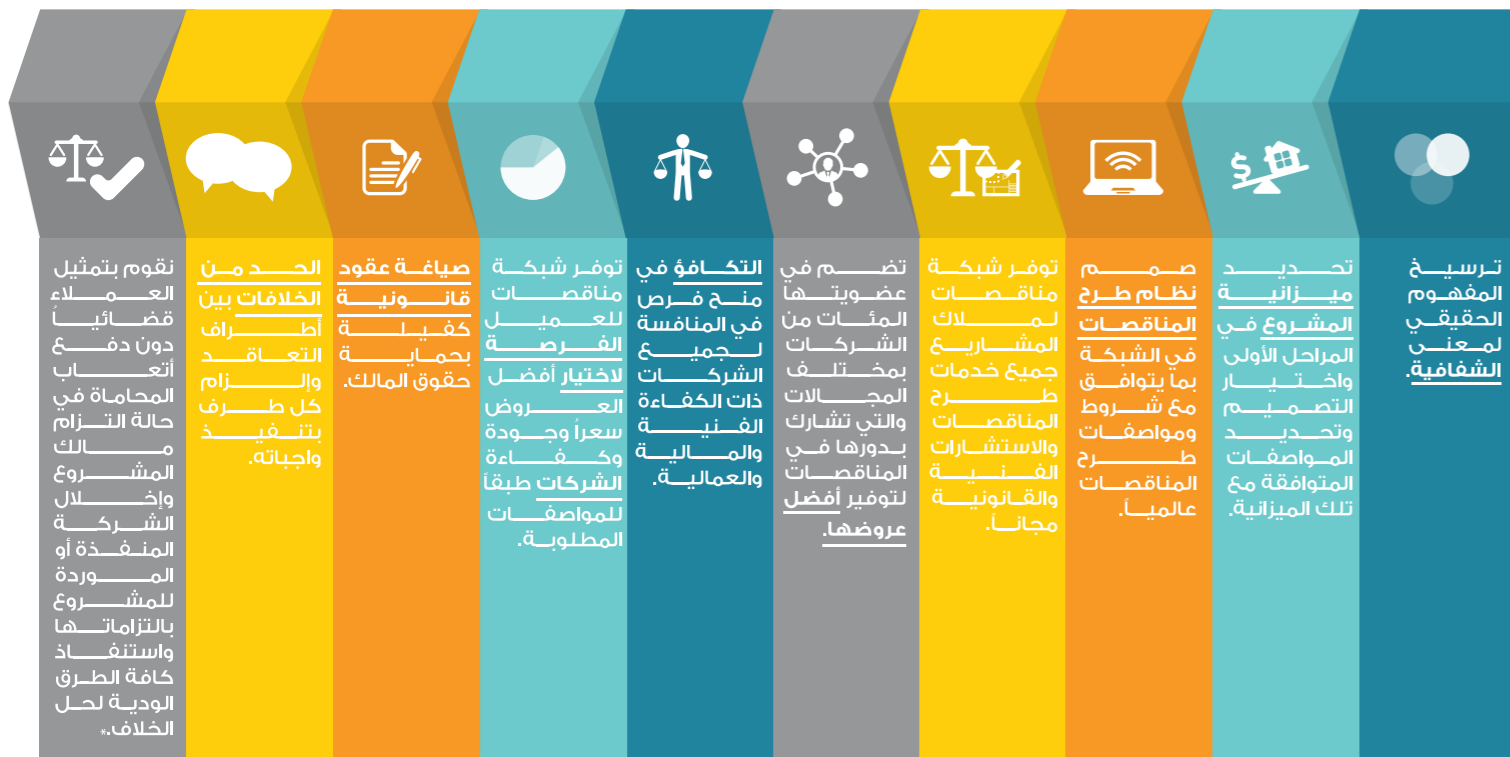 ترسيخ
المفهوم
الحقيقي
لمعنى
الشفافية.
تحديد
ميزانية
المشروع في
المراحل الأولى
واختيار
التصميم
وتحديد
المواصفات
المتوافقة مع
تلك الميزانية.
صمم
نظام طرح
المناقصات
في الشبكة
بما يتوافق
مع شروط
ومواصفات
طرح
المناقصات
عالمياً.
توفر شبكة
مناقصات
لملاك
المشاريع
جميع خدمات
طرح
المناقصات
والاستشارات
الفنية
والقانونية
مجاناً.
تضم في
عضويتها
المئات من
الشركات
بمختلف
المجالات
والتي تشارك
بدورها في
المناقصات
لتوفير أفضل
عروضها.
التكافؤ في
منح فرص
في المنافسة
لجميع
الشركات
ذات الكفاءة
الفنية
والمالية
والعمالية.
توفر شبكة
مناقصات
للعميل
الفرصة
لاختيار أفضل
العروض
سعراً وجودة
وكفاءة
الشركات طبقاً
للمواصفات
المطلوبة.
صياغة عقود
قانونية
كفيلة
بحماية
حقوق المالك.
الحد من
الخلافات بين
أطراف
التعاقد
وإلزام
كل طرف
بتنفيذ
واجباته.
نقوم بتمثيل
العملاء
قضائياً
دون دفع
أتعاب
المحاماة في
حالة التزام
مالك
المشروع
وإخلال
الشركة
المنفذة أو
الموردة
للمشروع
بالتزاماتها
واستنفاذ
كافة الطرق
الودية لحل
الخلاف.*